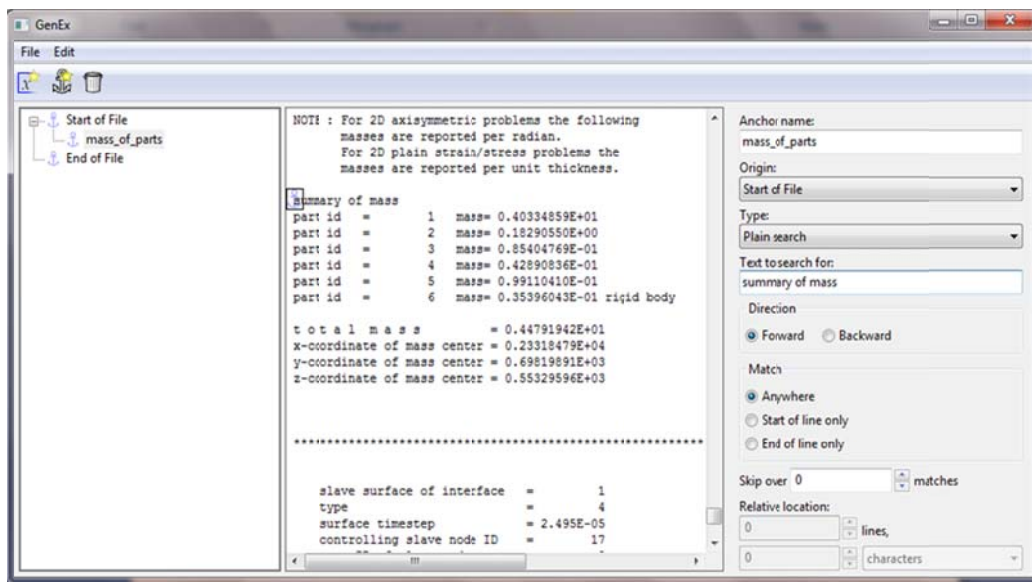 GenEx
File Edit
Start of File
mass_of_parts
End of File
NOTE : For 2D axisymmetric problems the following
masses are reported per radian.
For 2D plain strain/stress problems the
masses are reported per unit thickness.
summary of mass
part id = 1 mass= 0.40334859E+01
part id = 2 mass= 0.18290550E+00
part id = 3 mass= 0.85404769E-01
part id = 4 mass= 0.42890836E-01
part id = 5 mass= 0.99110410E-01
part id = 6 mass= 0.35396043E-01 rigid body
t o t a l m a s s = 0.44791942E+01
x-coordinate of mass center = 0.23318479E+04
y-coordinate of mass center = 0.69819891E+03
z-coordinate of mass center = 0.55329596E+03
************************************************************
slave surface of interface = 1
type = 4
surface timestep = 2.495E-05
controlling slave node ID = 17
Anchor name:
mass_of_parts
Origin:
Start of File
Type:
Plain search
Text to search for:
summary of mass
Direction
Forward Backward
Match
Anywhere
Start of line only
End of line only
Skip over 0 matches
Relative location:
0 lines,
0 characters